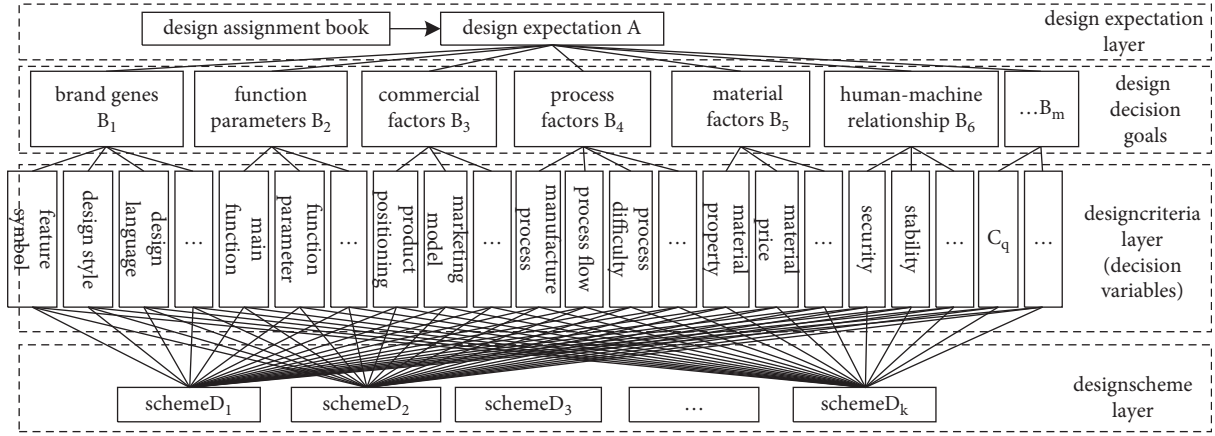 design assignment book
design expectation A
design expectation
layer
brand genes
B1
function
parameters B2
commercial
factors B3
process
factors B4
material
factors B5
human-machine
relationship B6
…Bm
design
decision
goals
feature
symbol
design style
design
language
…
main
function
function
parameter
…
product
positioning
marketing
model
…
manufacture
process
process flow
process
difficulty
…
material
property
material
price
…
security
stability
…
Cq
…
designcriteria
layer
(decision
variables)
schemeD1
schemeD2
schemeD3
…
schemeDk
designscheme
layer